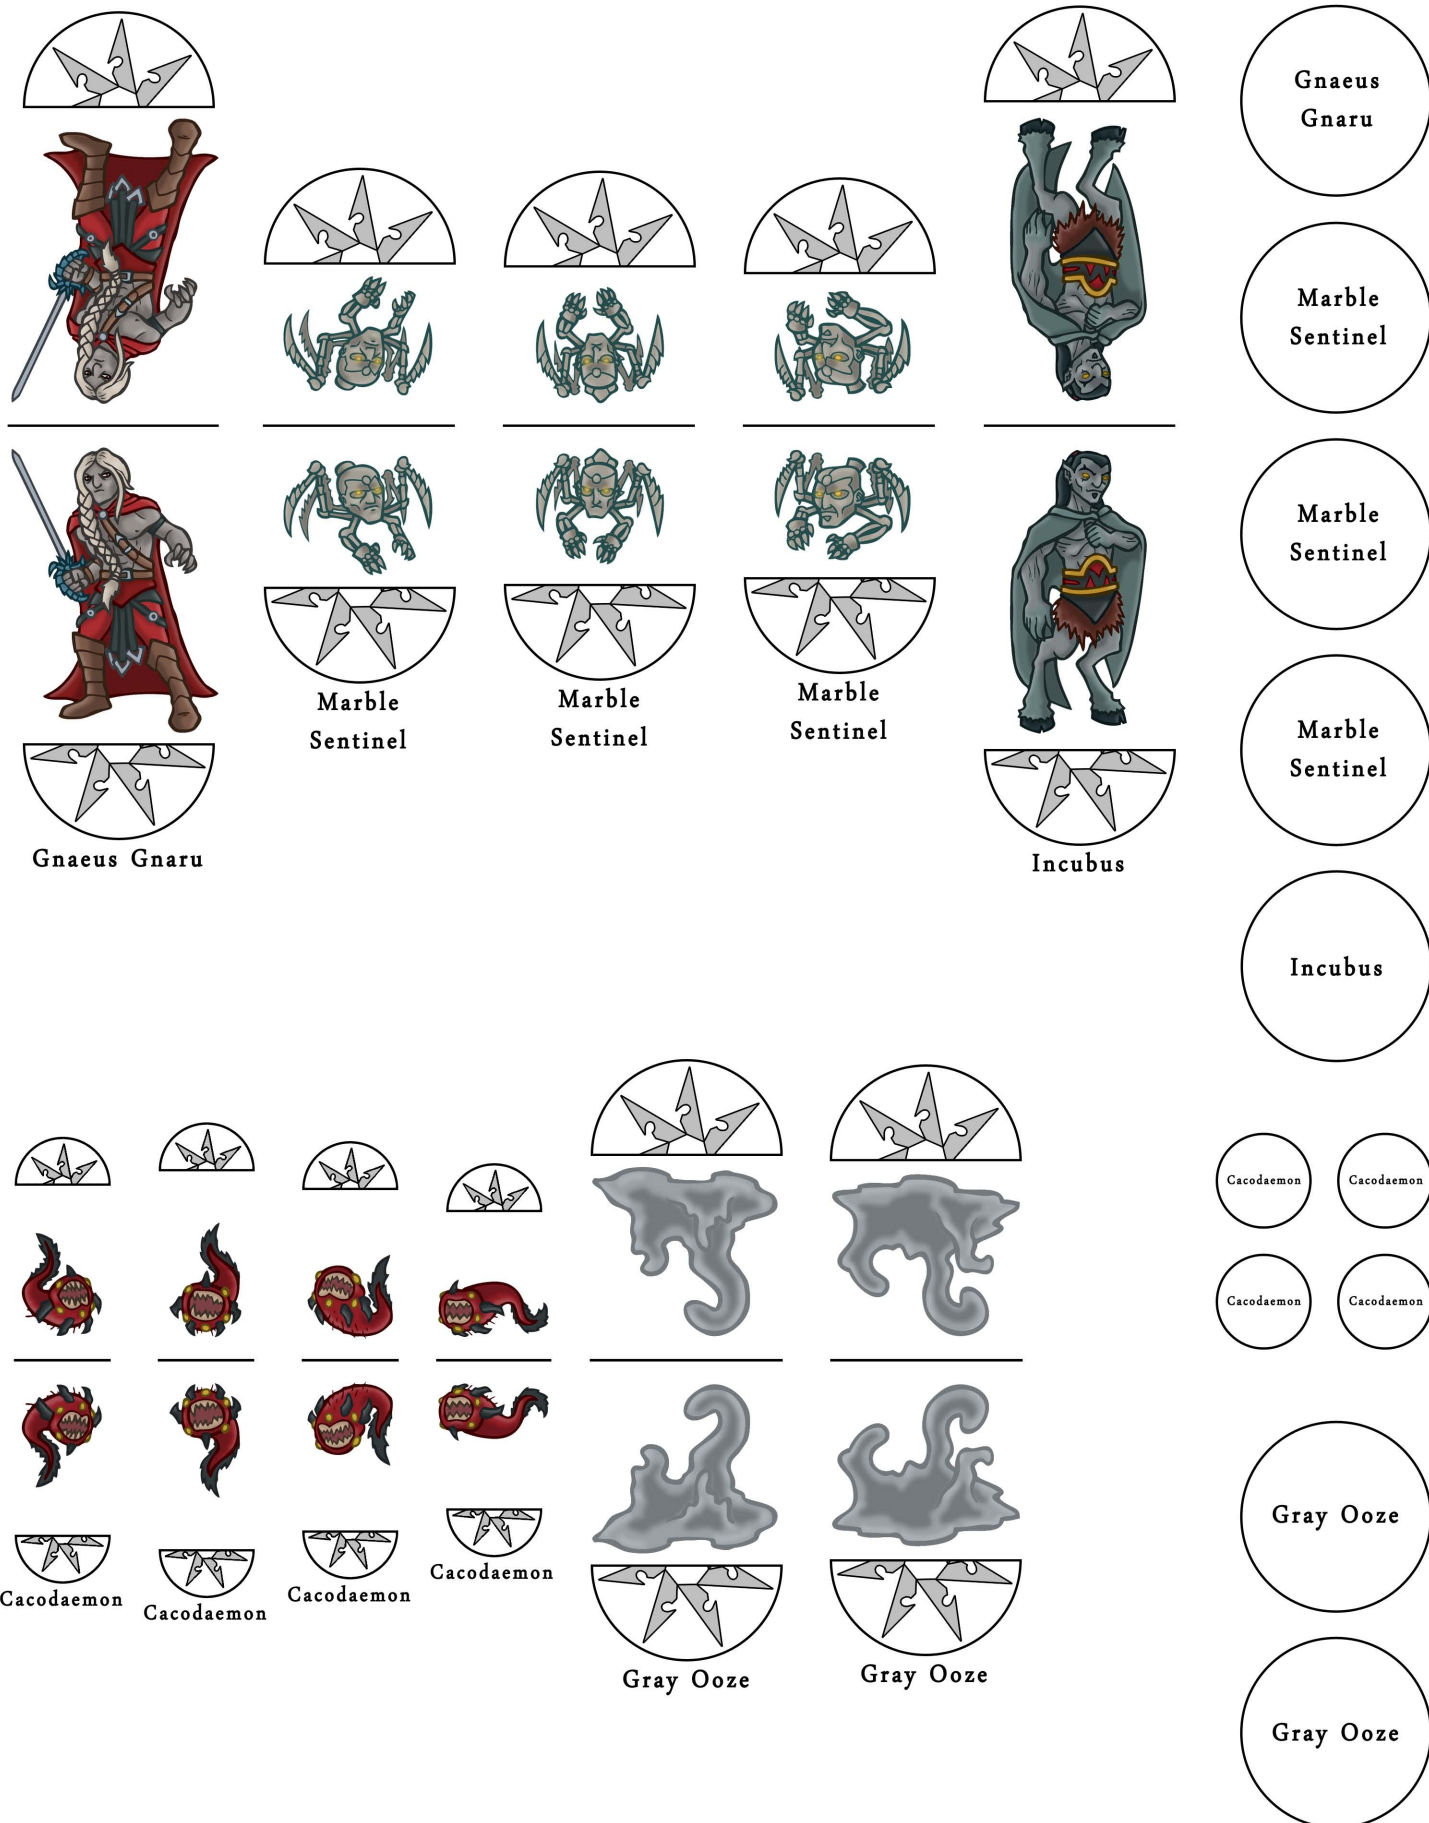 Gnaeus
Gnaru
Marble
Sentinel
Marble
Sentinel
Marble
Sentinel
Marble
Sentinel
Marble
Sentinel
Marble
Sentinel
Gnaeus Gnaru
Incubus
Incubus
Cacodaemon
Cacodaemon
Cacodaemon
Cacodaemon
Cacodaemon
Cacodaemon
Cacodaemon
Cacodaemon
Gray Ooze
Gray Ooze
Gray Ooze
Gray Ooze